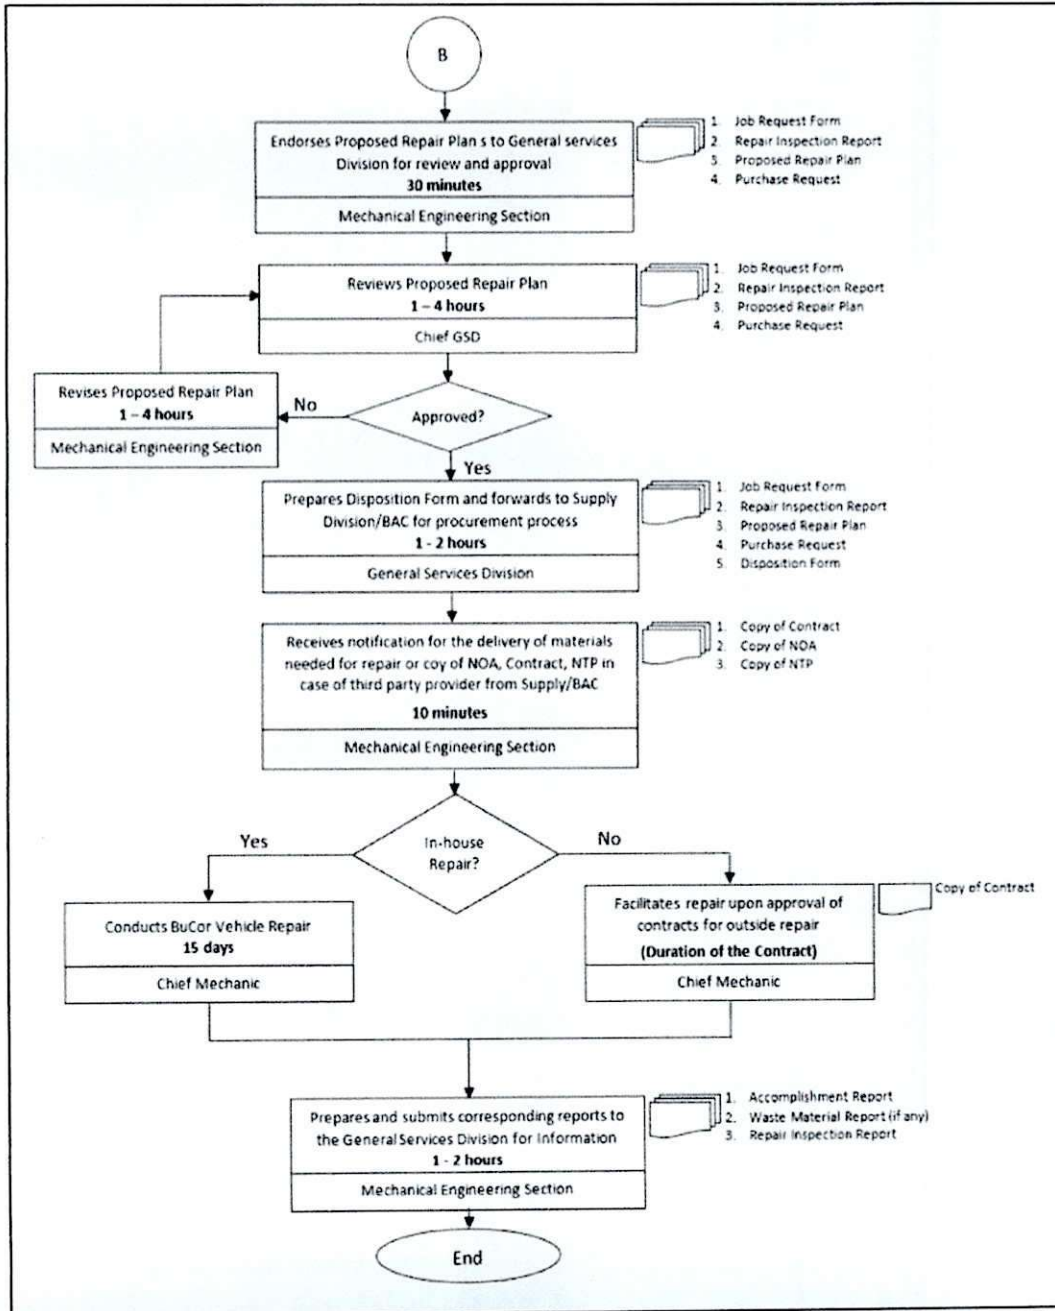 B
Endorses Proposed Repair Plan s to General services
Division for review and approval
30 minutes
Mechanical Engineering Section
1. Job Request Form
2. Repair Inspection Report
3. Proposed Repair Plan
4. Purchase Request
Reviews Proposed Repair Plan
1 – 4 hours
Chief GSD
1. Job Request Form
2. Repair Inspection Report
3. Proposed Repair Plan
4. Purchase Request
Revises Proposed Repair Plan
1 – 4 hours
Mechanical Engineering Section
No
Approved?
Yes
Prepares Disposition Form and forwards to Supply
Division/BAC for procurement process
1 - 2 hours
General Services Division
1. Job Request Form
2. Repair Inspection Report
3. Proposed Repair Plan
4. Purchase Request
5. Disposition Form
Receives notification for the delivery of materials
needed for repair or coy of NOA, Contract, NTP in
case of third party provider from Supply/BAC
10 minutes
Mechanical Engineering Section
1. Copy of Contract
2. Copy of NOA
3. Copy of NTP
Yes
In-house
Repair?
No
Conducts BuCor Vehicle Repair
15 days
Chief Mechanic
Facilitates repair upon approval of
contracts for outside repair
(Duration of the Contract)
Chief Mechanic
Copy of Contract
Prepares and submits corresponding reports to
the General Services Division for Information
1 - 2 hours
Mechanical Engineering Section
1. Accomplishment Report
2. Waste Material Report (if any)
3. Repair Inspection Report
End